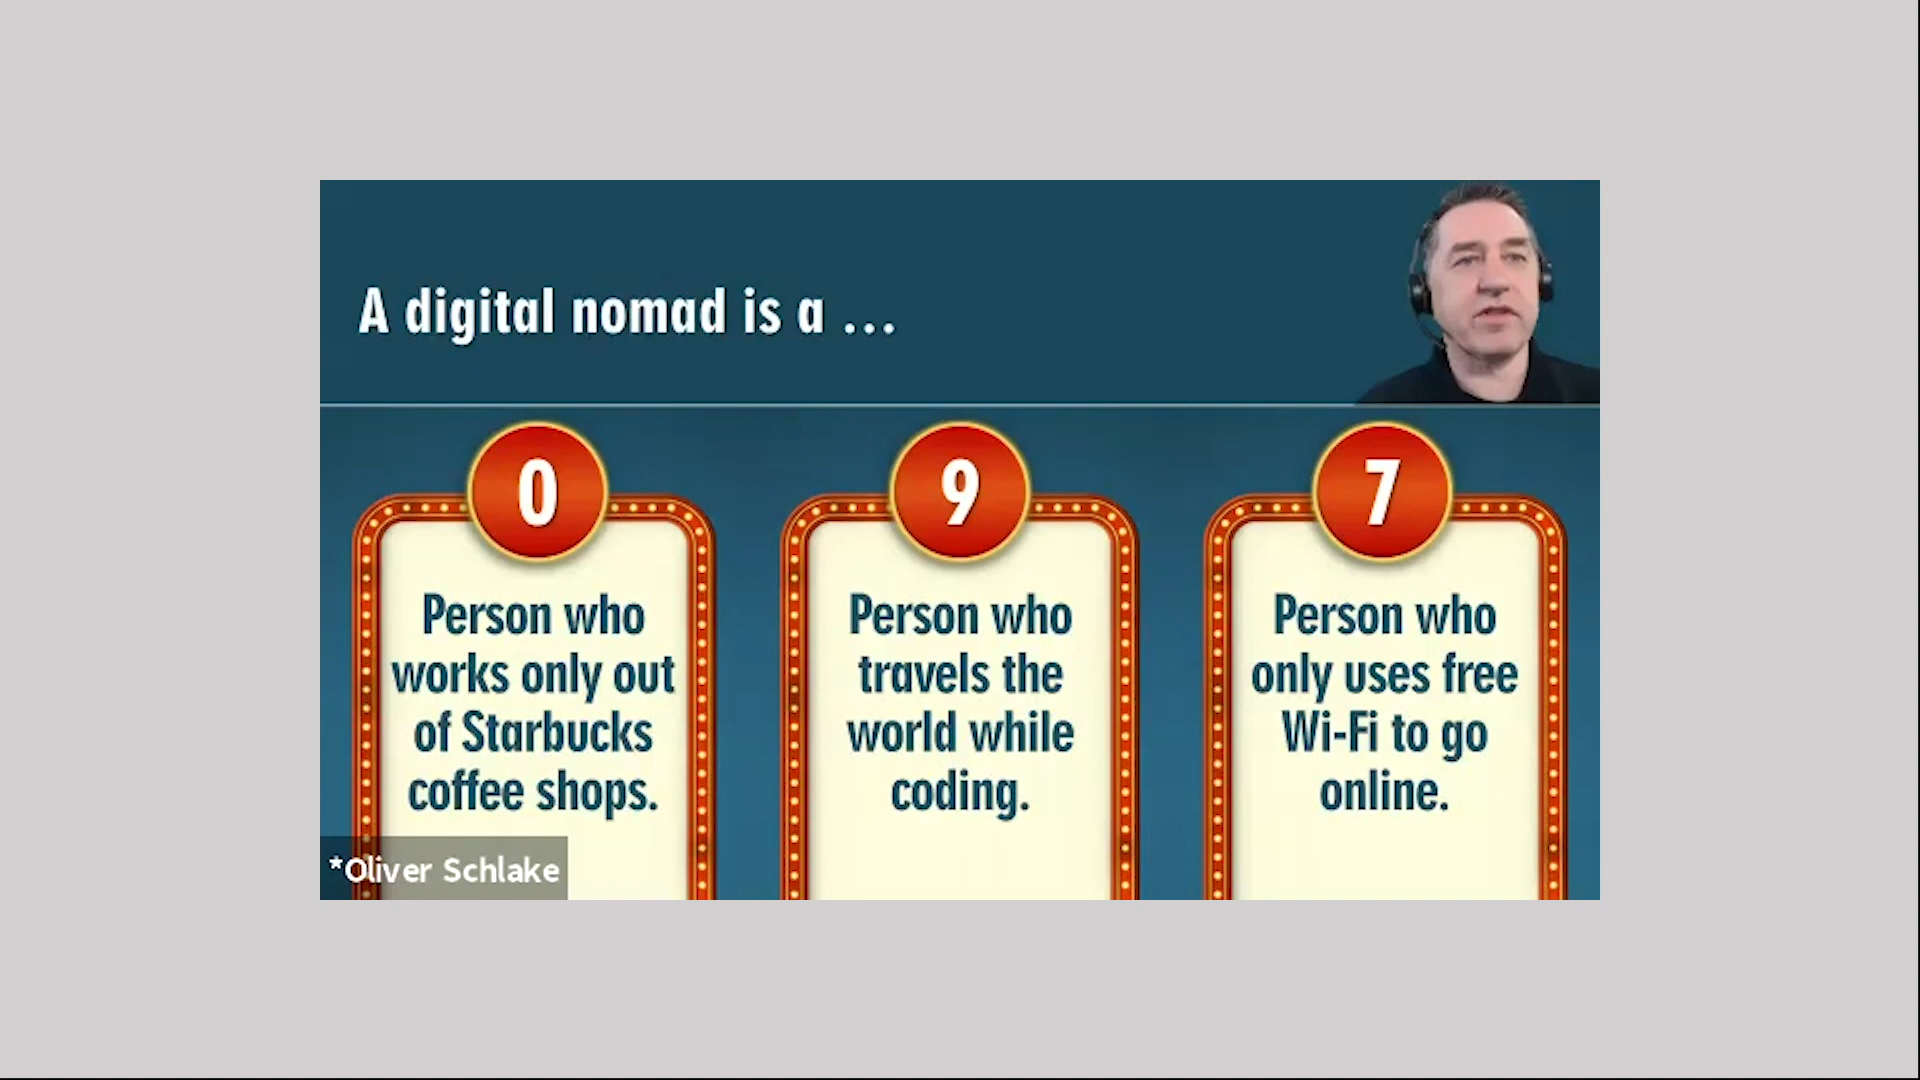 A digital nomad is a ...
0
Person who
works only out
of Starbucks
coffee shops.
9
Person who
travels the
world while
coding.
7
Person who
only uses free
Wi-Fi to go
online.
*Oliver Schlake